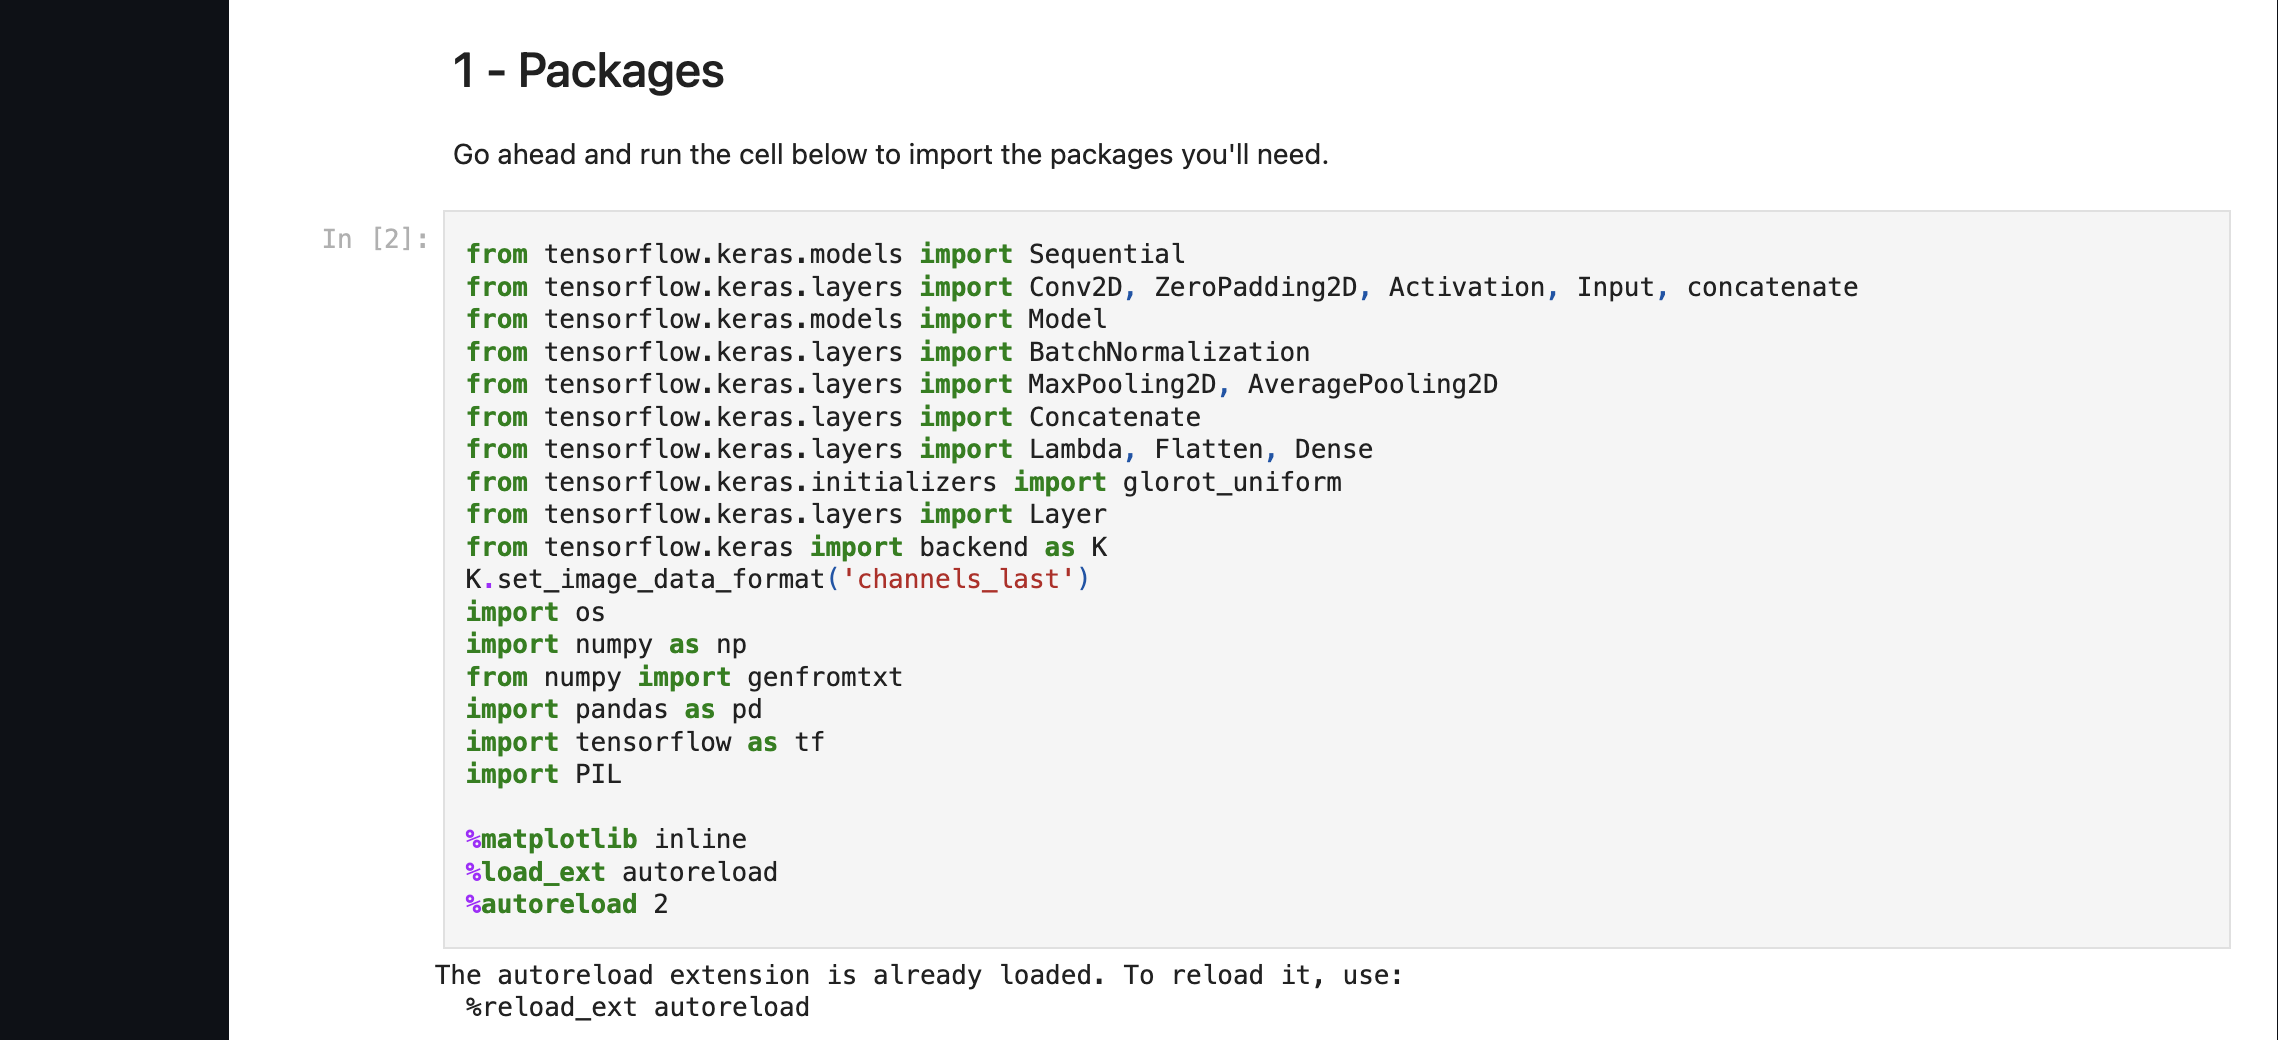 1 - Packages
Go ahead and run the cell below to import the packages you'll need.
In [2]:
from tensorflow.keras.models import Sequential
from tensorflow.keras.layers import Conv2D, ZeroPadding2D, Activation, Input, concatenate
from tensorflow.keras.models import Model
from tensorflow.keras.layers import BatchNormalization
from tensorflow.keras.layers import MaxPooling2D, AveragePooling2D
from tensorflow.keras.layers import Concatenate
from tensorflow.keras.layers import Lambda, Flatten, Dense
from tensorflow.keras.initializers import glorot_uniform
from tensorflow.keras.layers import Layer
from tensorflow.keras import backend as K
K.set_image_data_format('channels_last')
import os
import numpy as np
from numpy import genfromtxt
import pandas as pd
import tensorflow as tf
import PIL
%matplotlib inline
%load_ext autoreload
%autoreload 2
The autoreload extension is already loaded. To reload it, use:
  %reload_ext autoreload